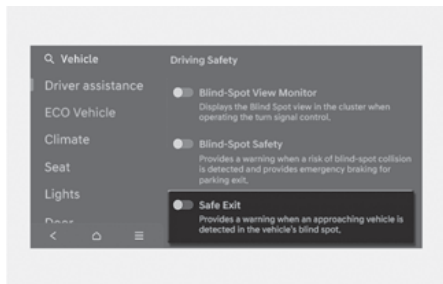 Vehicle
Driver assistance
ECO Vehicle
Climate
Seat
Lights
Door
Driving Safety
Blind-Spot View Monitor
Displays the Blind Spot view in the cluster when
operating the turn signal control.
Blind-Spot Safety
Provides a warning when a risk of blind-spot collision
is detected and provides emergency braking for
parking exit.
Safe Exit
Provides a warning when an approaching vehicle is
detected in the vehicle's blind spot.